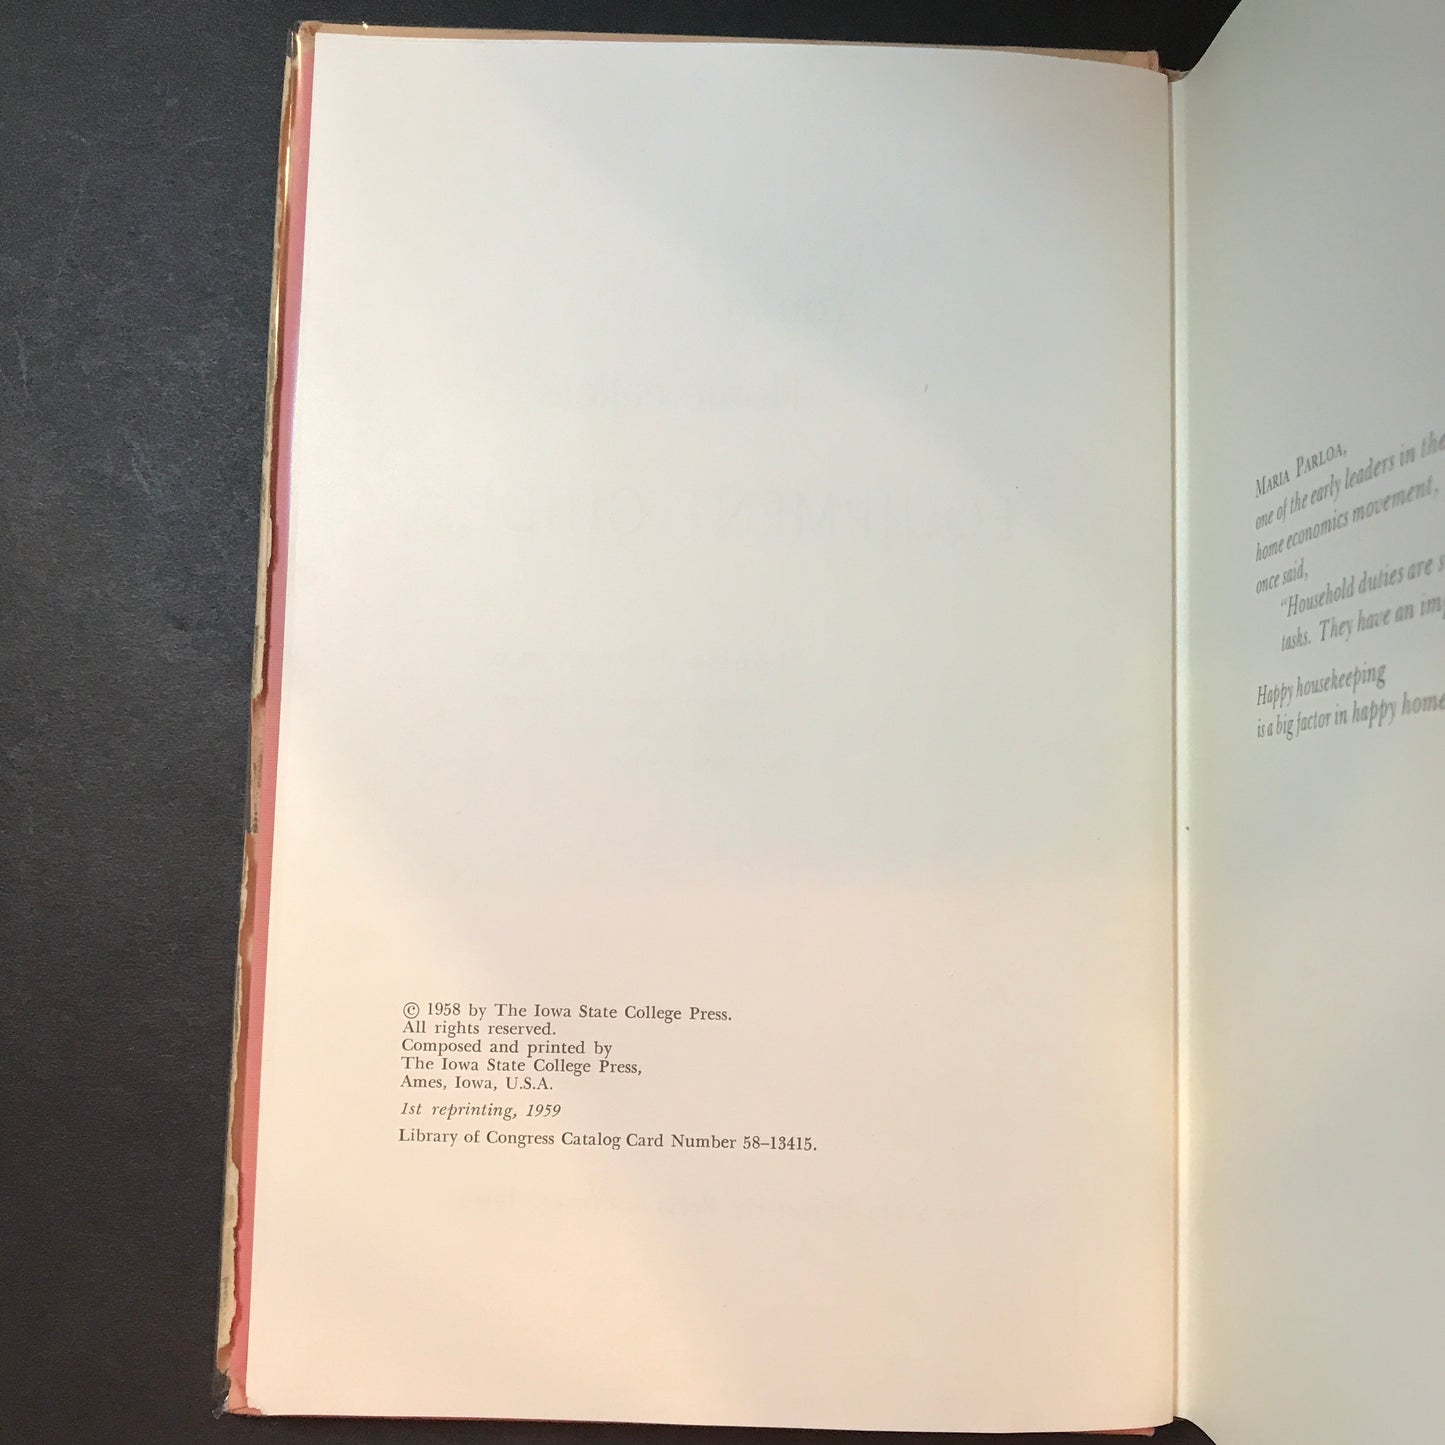 © 1958 by The Iowa State College Press.
All rights reserved.
Composed and printed by
The Iowa State College Press,
Ames, Iowa, U.S.A.
1st reprinting, 1959
Library of Congress Catalog Card Number 58–13415.
MARIA PARLOA,
one of the early leaders in the
home economics movement,
once said,
"Household duties are
tasks. They have an
Happy housekeeping
is a big factor in happy